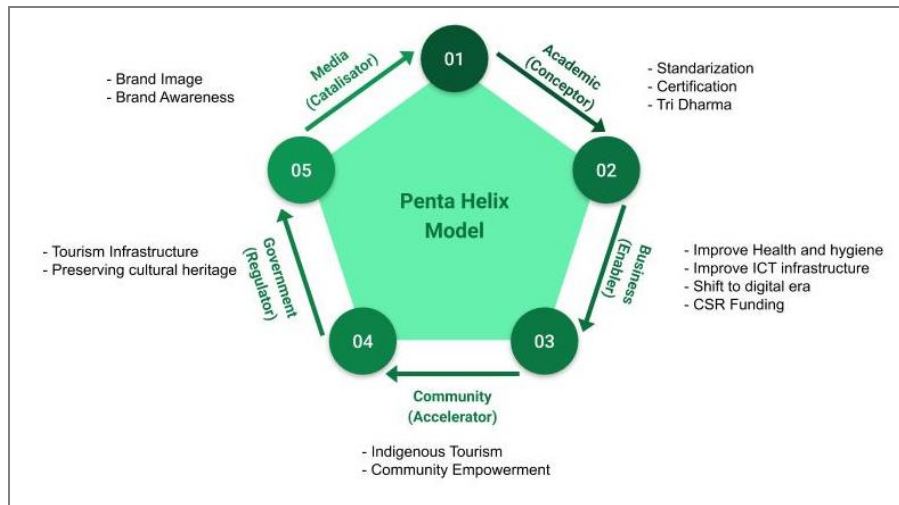 01
Media
(Catalisator)
Academic
(Conceptor)
- Brand Image
- Brand Awareness
- Standarization
- Certification
- Tri Dharma
05
02
Penta Helix
Model
Government
(Regulator)
Business
(Enabler)
- Tourism Infrastructure
- Preserving cultural heritage
- Improve Health and hygiene
- Improve ICT infrastructure
- Shift to digital era
- CSR Funding
04
03
Community
(Accelerator)
- Indigenous Tourism
- Community Empowerment